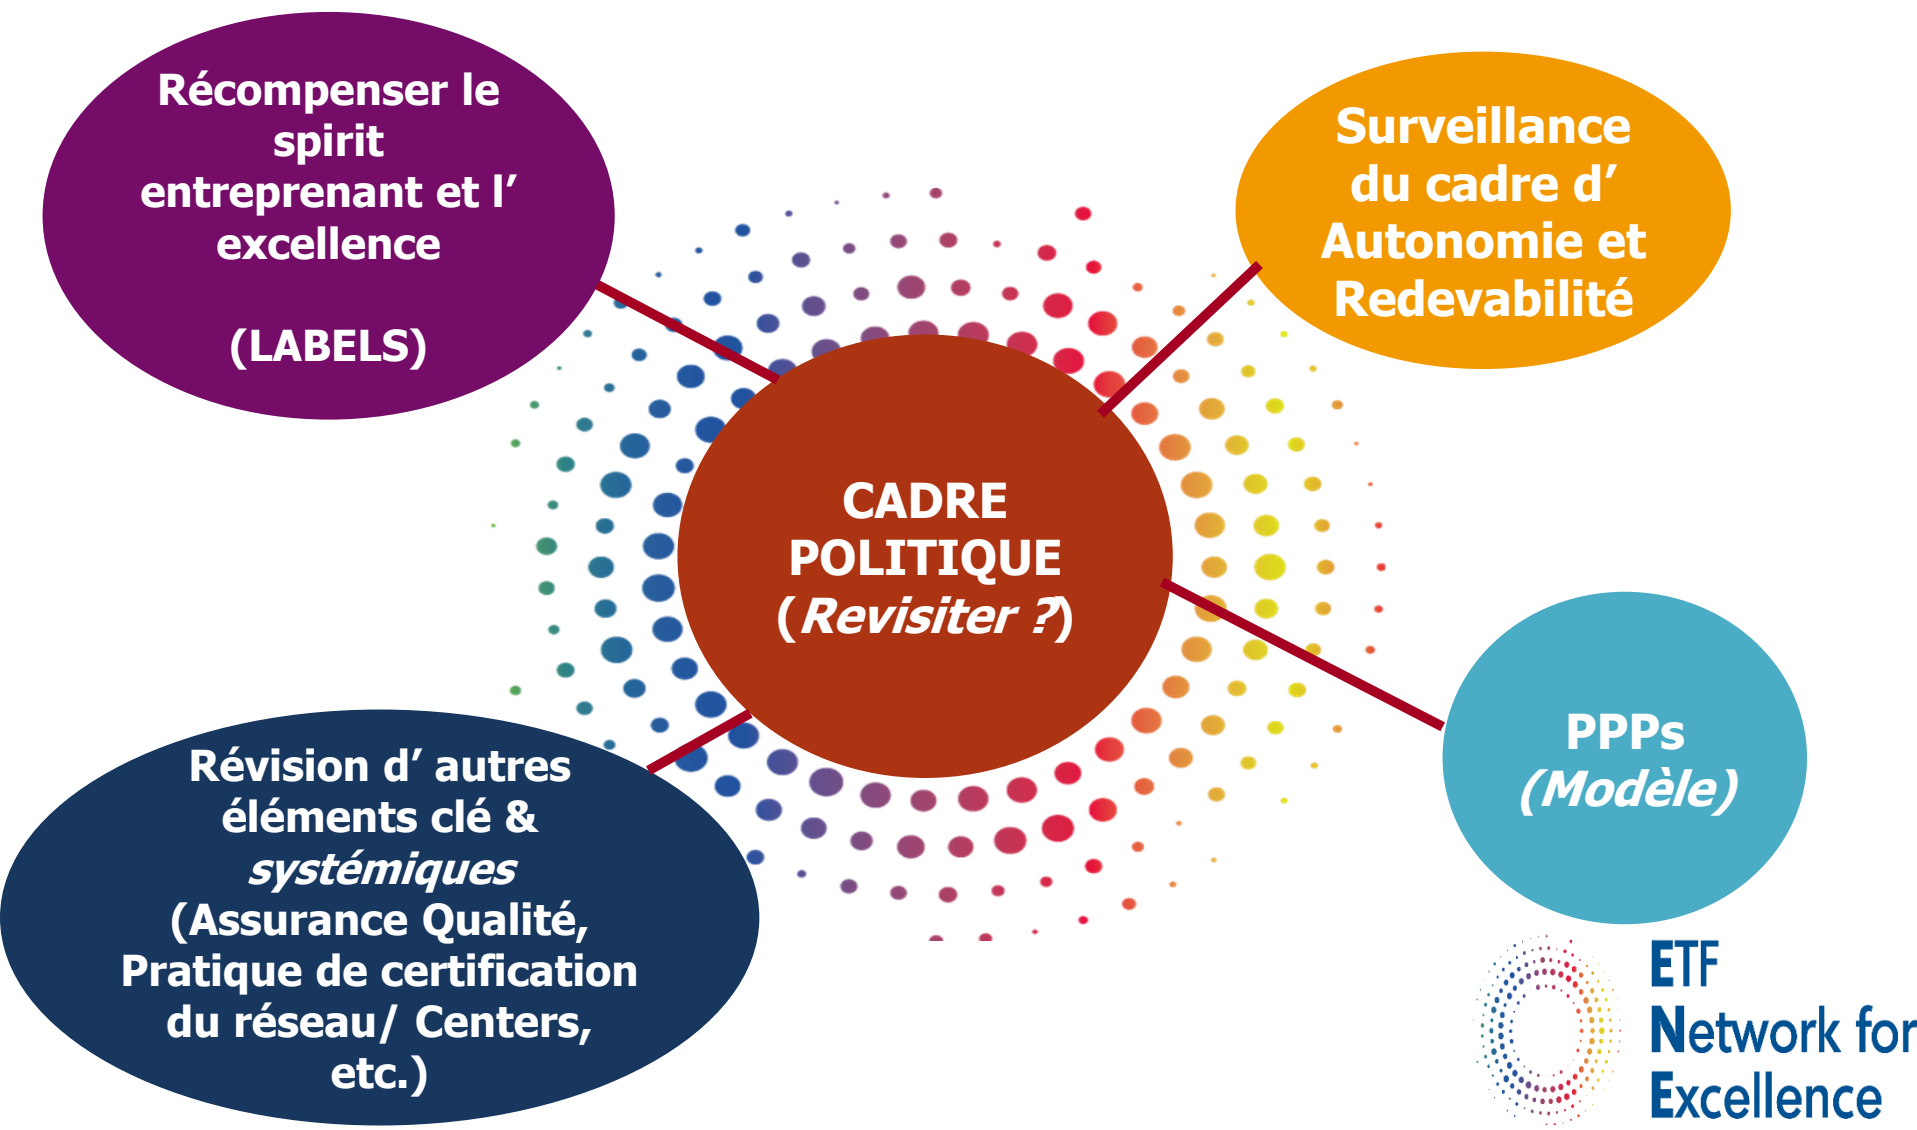 Récompenser le
spirit
entreprenant et l’
excellence
(LABELS)
Surveillance
du cadre d’
Autonomie et
Redevabilité
CADRE
POLITIQUE
(Revisiter ?)
PPPs
(Modèle)
Révision d’ autres
éléments clé &
systémiques
(Assurance Qualité,
Pratique de certification
du réseau/ Centers,
etc.)
ETF
Network for
Excellence